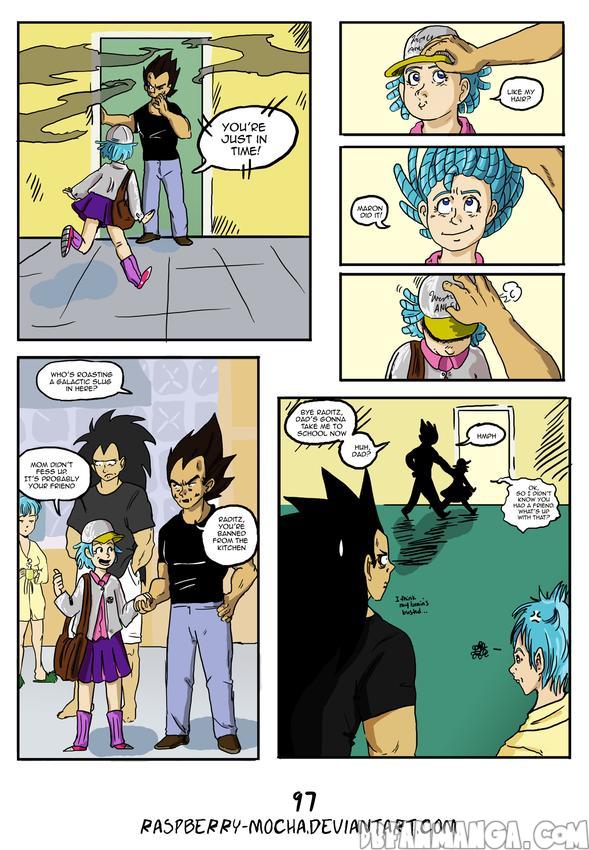 YOU'RE
JUST IN
TIME!
LIKE MY
HAIR?
MARON
DID IT!
WHO'S ROASTING
A GALACTIC SLUG
IN HERE?
MOM DIDN'T
FESS UP.
IT'S PROBABLY
YOUR FRIEND
RADITZ,
YOU'RE
BANNED
FROM THE
KITCHEN
BYE RADITZ,
DAD'S GONNA
TAKE ME TO
SCHOOL NOW
HUH,
DAD?
HMPH
OK,
SO I DIDN'T
KNOW YOU
HAD A FRIEND.
WHAT'S UP
WITH THAT?
I think
my brain's
busted...
97
RASPBERRY-MOCHA.DEVIANTART.COM
DBFANMANGA.COM